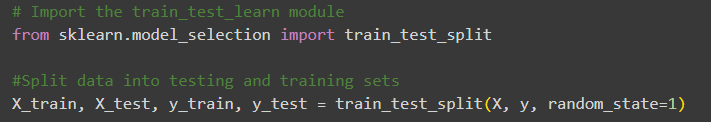 # Import the train_test_learn module
from sklearn.model_selection import train_test_split
#Split data into testing and training sets
X_train, X_test, y_train, y_test = train_test_split(X, y, random_state=1)